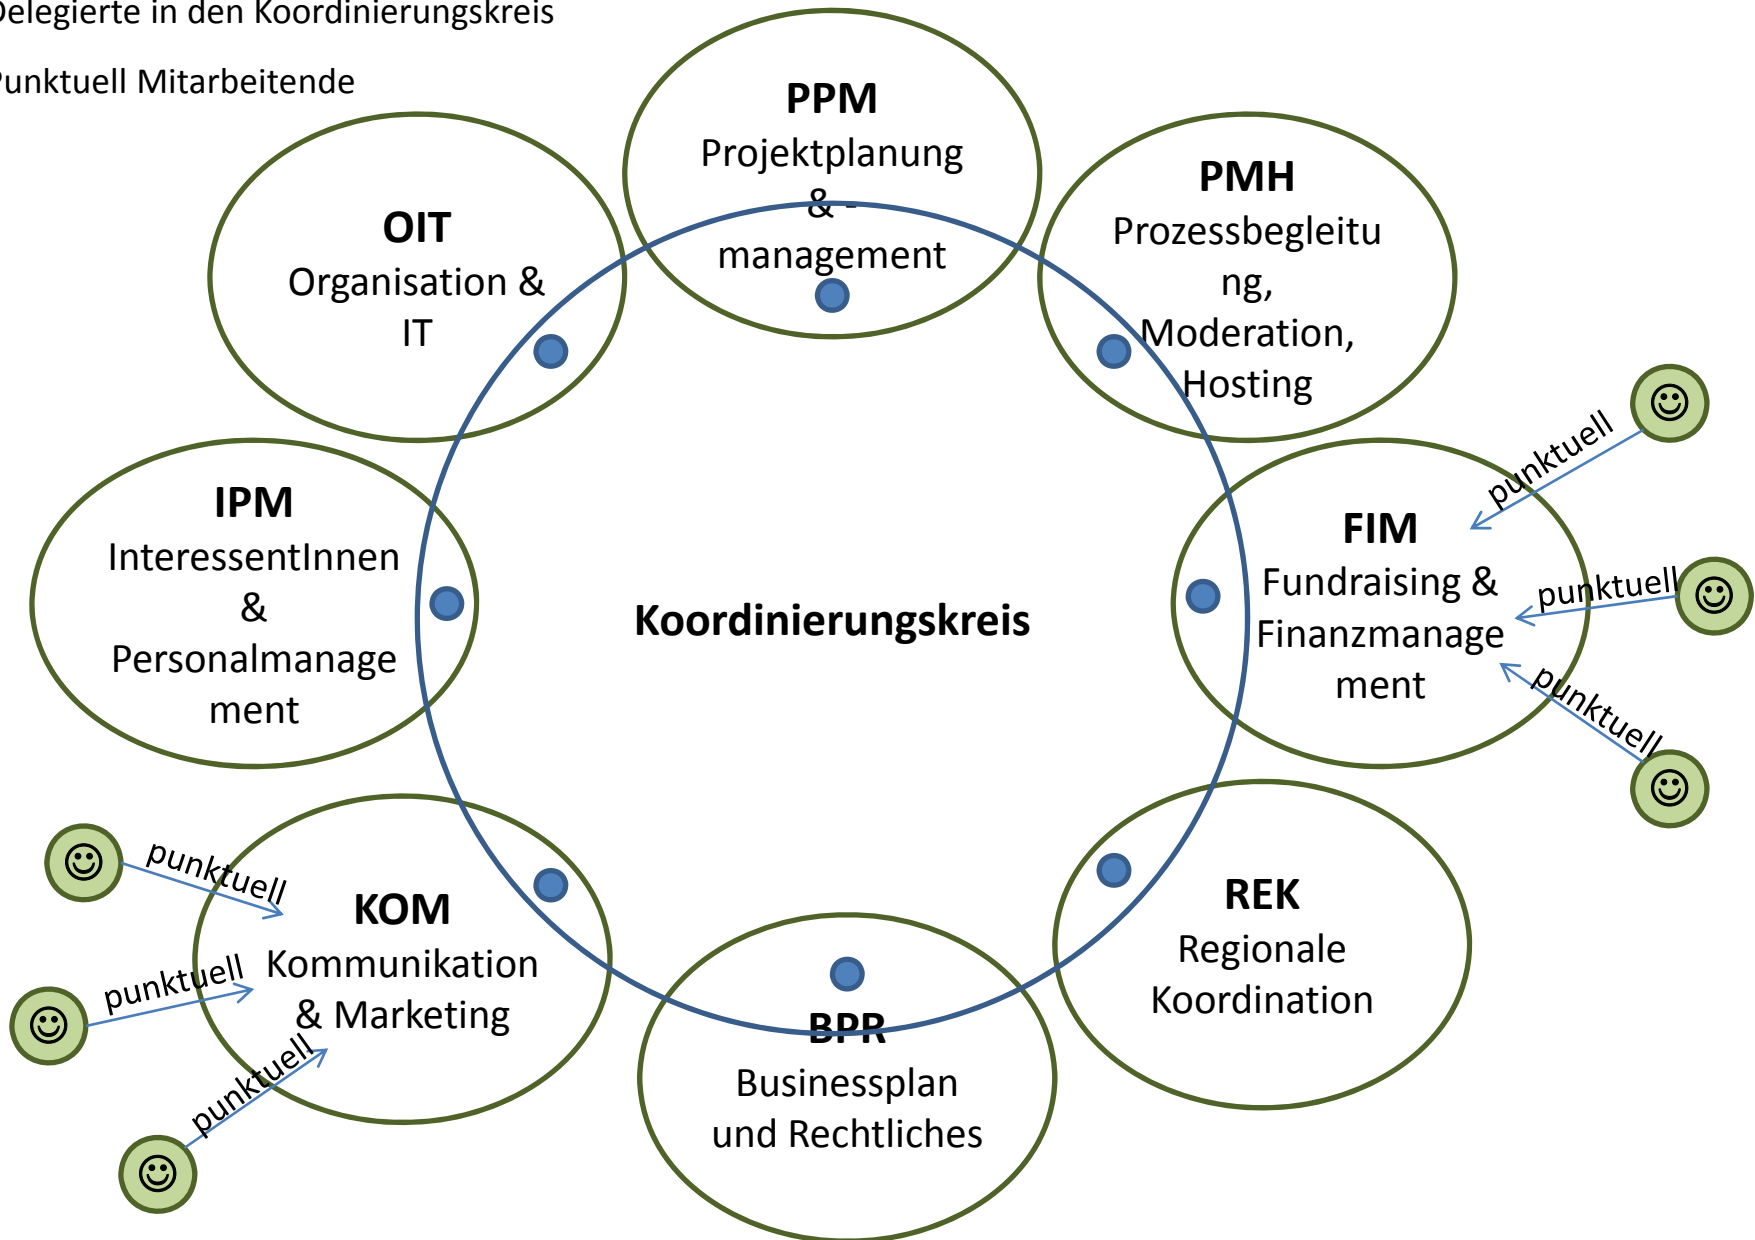 Delegierte in den Koordinierungskreis
Punktuell Mitarbeitende
PPM
Projektplanung
& -
management
OIT
Organisation &
IT
PMH
Prozessbegleitu
ng,
Moderation,
Hosting
IPM
InteressentInnen
&
Personalmanage
ment
Koordinierungskreis
FIM
Fundraising &
Finanzmanage
ment
punktuell
punktuell
punktuell
KOM
Kommunikation
& Marketing
punktuell
punktuell
punktuell
BPR
Businessplan
und Rechtliches
REK
Regionale
Koordination